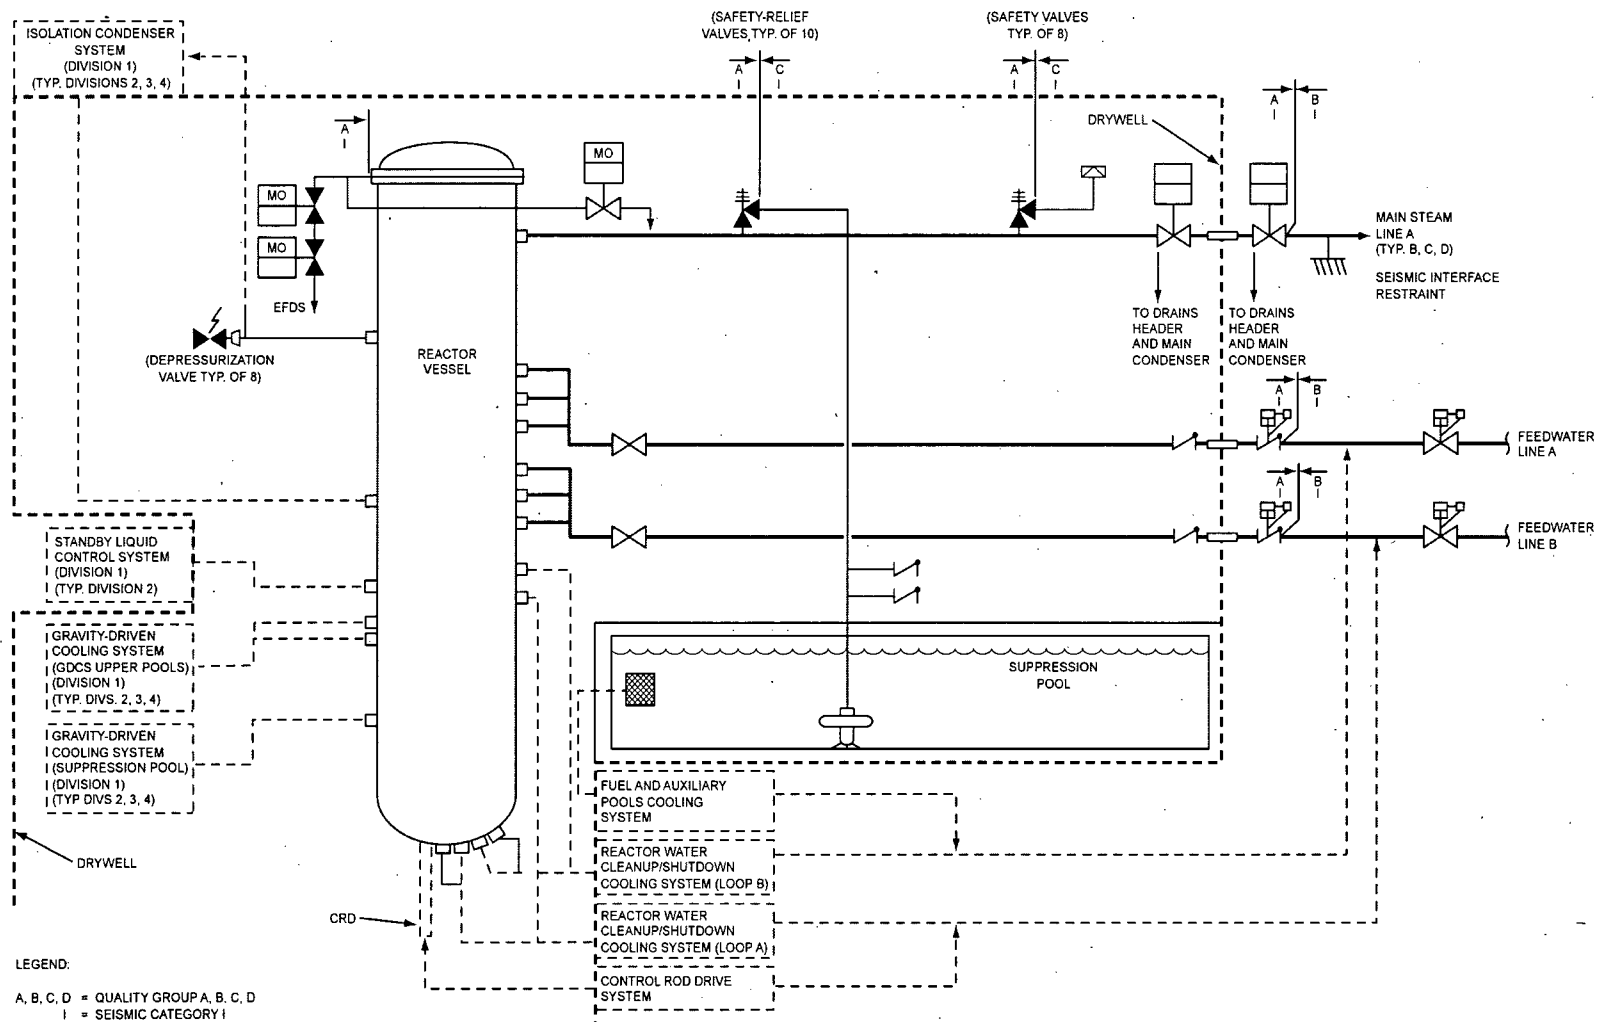 ISOLATION CONDENSER
SYSTEM
(DIVISION 1)
(TYP. DIVISIONS 2, 3, 4)
(SAFETY-RELIEF
VALVES, TYP. OF 10)
A C
I
(SAFETY VALVES
TYP. OF 8)
A C
I
DRYWELL
A B
I I
A
I
MO
MO
MO
EFDS
MAIN STEAM
LINE A
(TYP. B, C, D)
SEISMIC INTERFACE
RESTRAINT
TO DRAINS
HEADER
AND MAIN
CONDENSER
TO DRAINS
HEADER
AND MAIN
CONDENSER
(DEPRESSURIZATION
VALVE TYP. OF 8)
REACTOR
VESSEL
A B
I I
FEEDWATER
LINE A
A B
I I
FEEDWATER
LINE B
STANDBY LIQUID
CONTROL SYSTEM
(DIVISION 1)
(TYP. DIVISION 2)
GRAVITY-DRIVEN
COOLING SYSTEM
(GDCS UPPER POOLS)
(DIVISION 1)
(TYP. DIVS. 2, 3, 4)
GRAVITY-DRIVEN
COOLING SYSTEM
(SUPPRESSION POOL)
(DIVISION 1)
(TYP DIVS 2, 3, 4)
SUPPRESSION
POOL
DRYWELL
FUEL AND AUXILIARY
POOLS COOLING
SYSTEM
REACTOR WATER
CLEANUP/SHUTDOWN
COOLING SYSTEM (LOOP B)
REACTOR WATER
CLEANUP/SHUTDOWN
COOLING SYSTEM (LOOP A)
CONTROL ROD DRIVE
SYSTEM
CRD
LEGEND:
A, B, C, D = QUALITY GROUP A, B, C, D
I = SEISMIC CATEGORY I